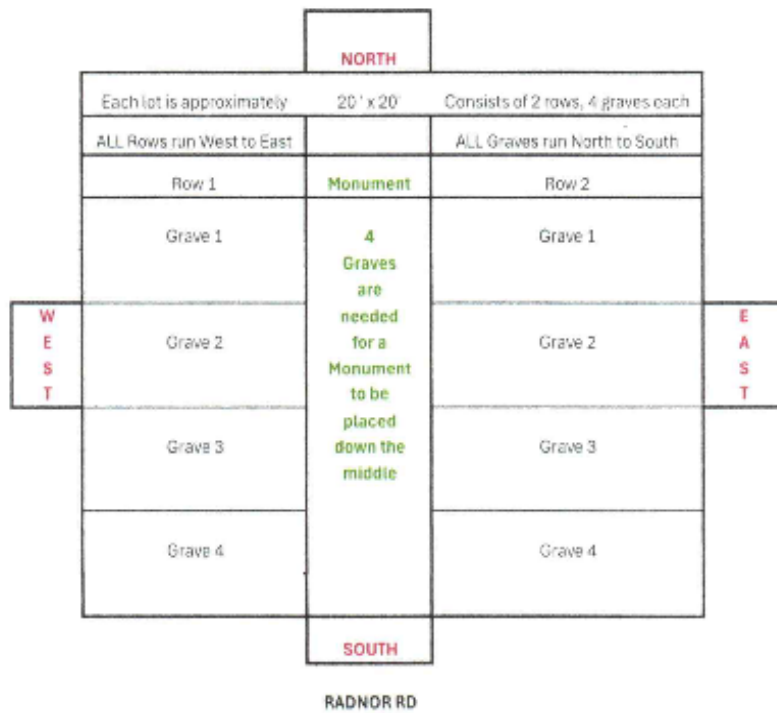 NORTH
Each lot is approximately 20 ' x 20' Consists of 2 rows, 4 graves each
ALL Rows run West to East ALL Graves run North to South
Row 1 Monument Row 2
Grave 1 4 Grave 1
Graves
are
W needed E
E Grave 2 for a Grave 2 A
S Monument S
T to be T
placed
Grave 3 down the Grave 3
middle
Grave 4 Grave 4
SOUTH
RADNOR RD